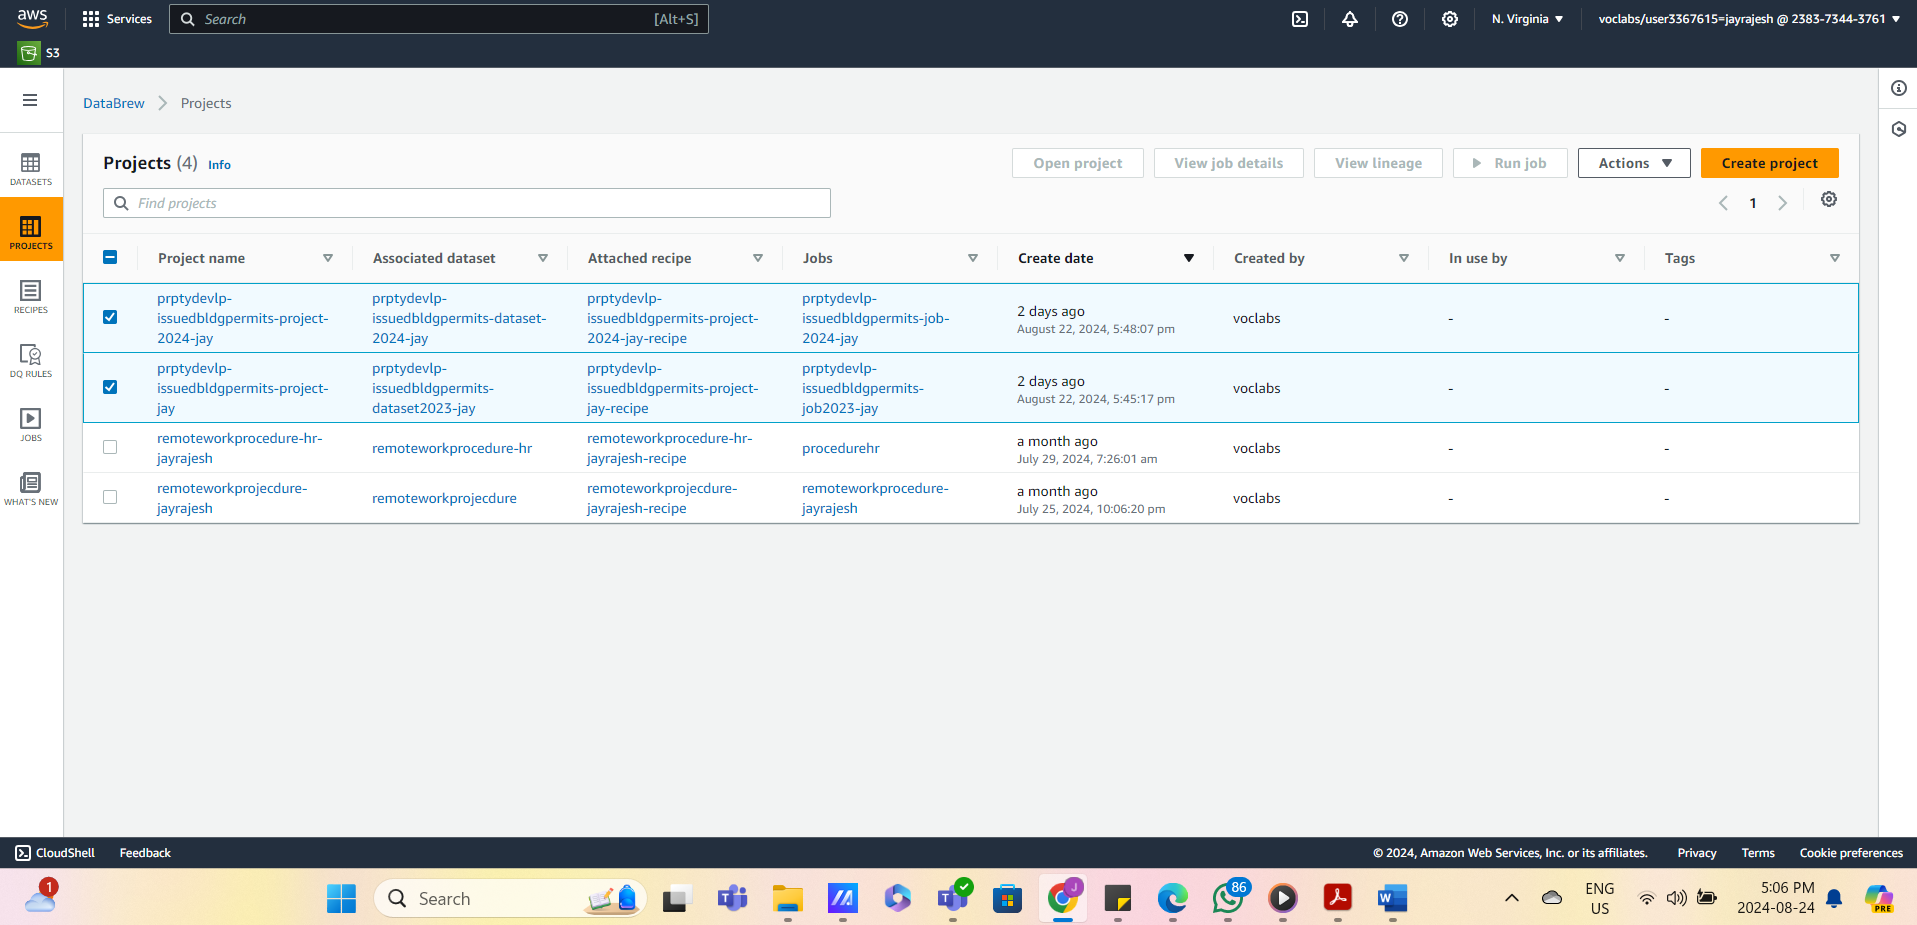 aws
Services
Search
[Alt+S]
N. Virginia
voclabs/user3367615=jayrajesh @ 2383-7344-3761
S3
DataBrew
Projects
DATASETS
PROJECTS
RECIPES
DQ RULES
JOBS
WHAT'S NEW
Projects (4) Info
Open project
View job details
View lineage
Run job
Actions
Create project
Find projects
1
Project name
Associated dataset
Attached recipe
Jobs
Create date
Created by
In use by
Tags
prptydevlp-
issuedbldgpermits-project-
2024-jay
prptydevlp-
issuedbldgpermits-dataset-
2024-jay
prptydevlp-
issuedbldgpermits-project-
2024-jay-recipe
prptydevlp-
issuedbldgpermits-job-
2024-jay
2 days ago
August 22, 2024, 5:48:07 pm
voclabs
-
-
prptydevlp-
issuedbldgpermits-project-
jay
prptydevlp-
issuedbldgpermits-
dataset2023-jay
prptydevlp-
issuedbldgpermits-project-
jay-recipe
prptydevlp-
issuedbldgpermits-
job2023-jay
2 days ago
August 22, 2024, 5:45:17 pm
voclabs
-
-
remoteworkprocedure-hr-
jayrajesh
remoteworkprocedure-hr
remoteworkprocedure-hr-
jayrajesh-recipe
procedurehr
a month ago
July 29, 2024, 7:26:01 am
voclabs
-
-
remoteworkprojecdure-
jayrajesh
remoteworkprojecdure
remoteworkprojecdure-
jayrajesh-recipe
remoteworkprocedure-
jayrajesh
a month ago
July 25, 2024, 10:06:20 pm
voclabs
-
-
CloudShell
Feedback
© 2024, Amazon Web Services, Inc. or its affiliates.
Privacy
Terms
Cookie preferences
1
Search
J
86
ENG
US
5:06 PM
2024-08-24
PRE